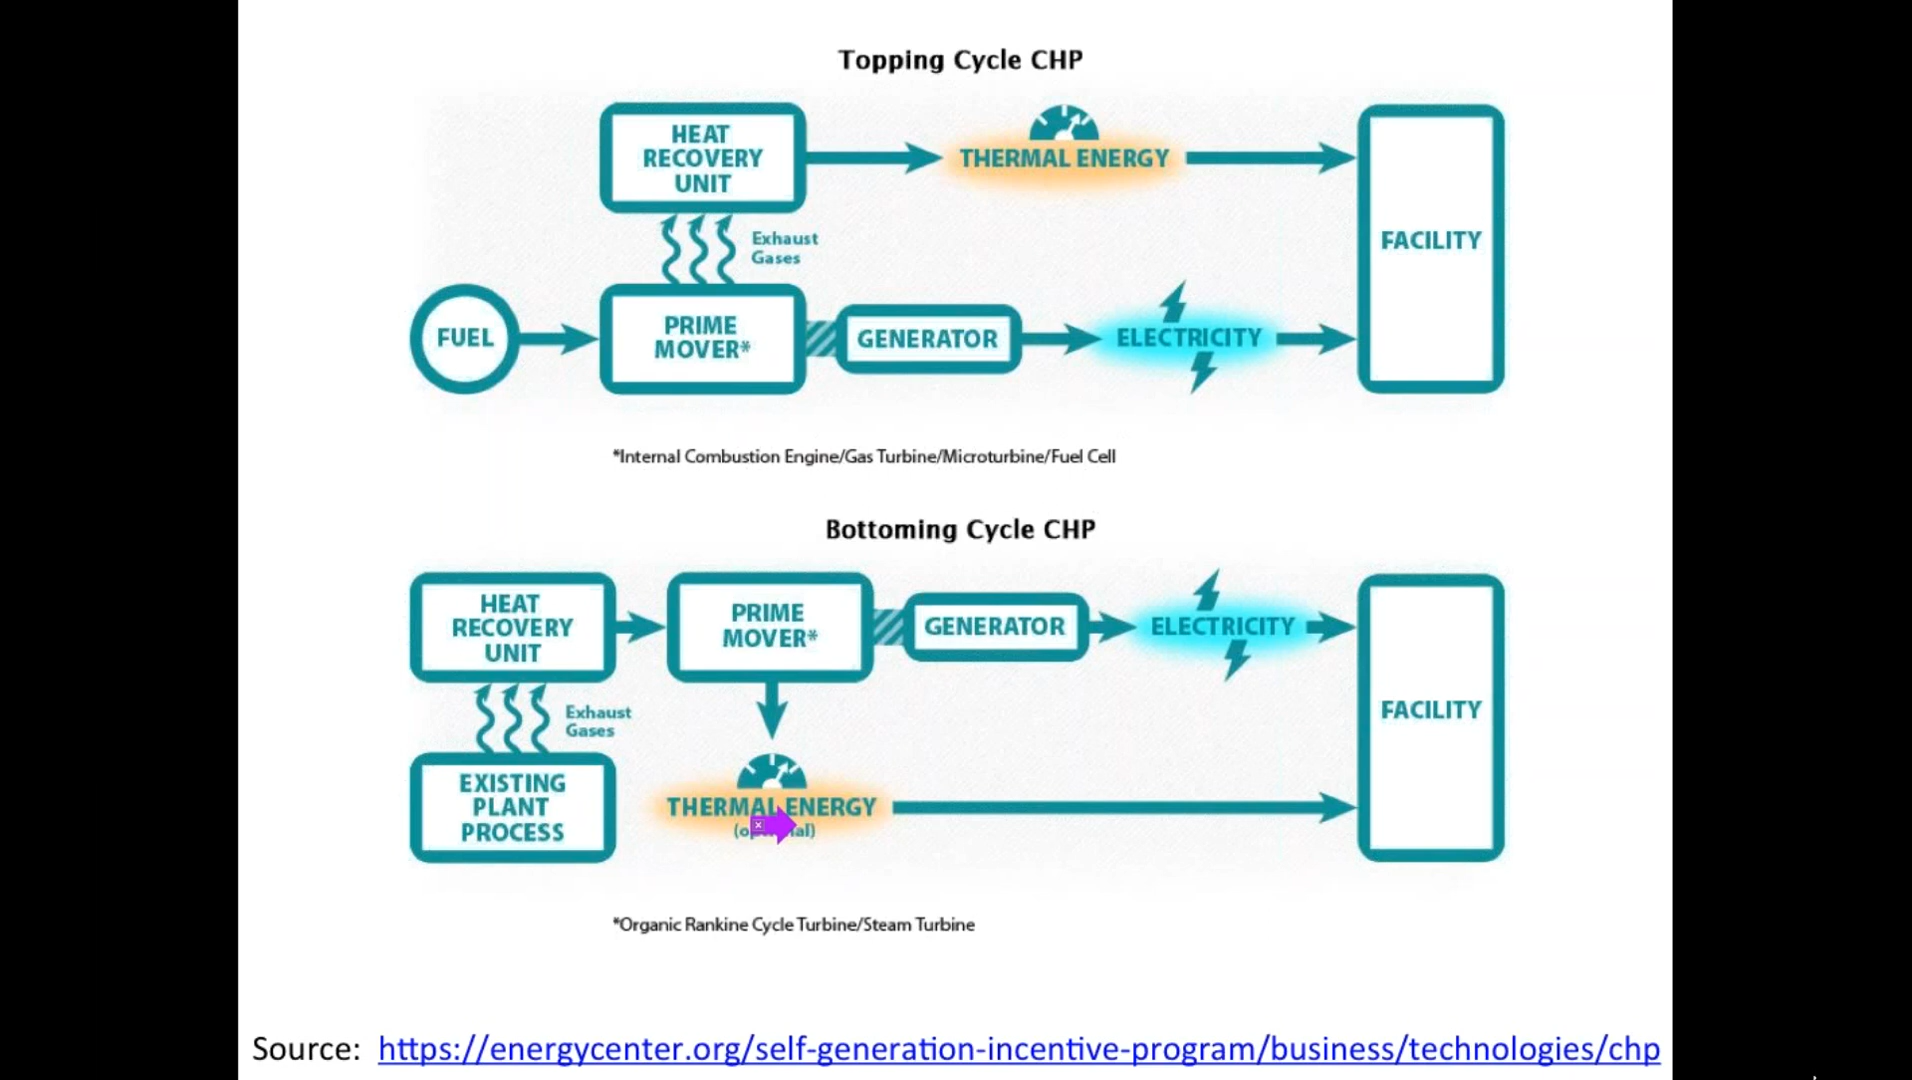 Topping Cycle CHP
HEAT
RECOVERY
UNIT
THERMAL ENERGY
FACILITY
Exhaust
Gases
FUEL
PRIME
MOVER*
GENERATOR
ELECTRICITY
*Internal Combustion Engine/Gas Turbine/Microturbine/Fuel Cell
Bottoming Cycle CHP
HEAT
RECOVERY
UNIT
PRIME
MOVER*
GENERATOR
ELECTRICITY
FACILITY
Exhaust
Gases
EXISTING
PLANT
PROCESS
THERMAL ENERGY
*Organic Rankine Cycle Turbine/Steam Turbine
Source: https://energycenter.org/self-generation-incentive-program/business/technologies/chp